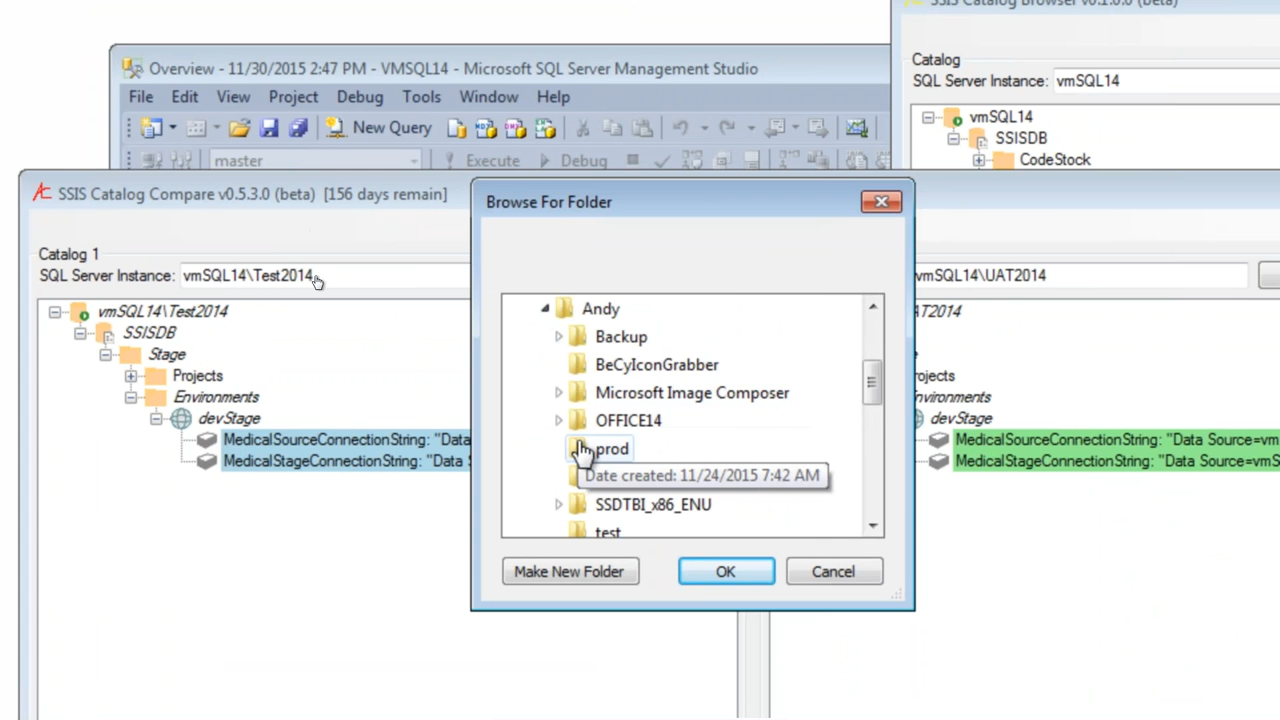 SSIS Catalog Browser v0.1.0.0 (beta)
Catalog
SQL Server Instance: vmSQL14
vmSQL14
SSISDB
CodeStock
Overview - 11/30/2015 2:47 PM - VMSQL14 - Microsoft SQL Server Management Studio
File Edit View Project Debug Tools Window Help
New Query
master Execute Debug
SSIS Catalog Compare v0.5.3.0 (beta) [156 days remain]
Catalog 1
SQL Server Instance: vmSQL14\Test2014
vmSQL14\Test2014
SSISDB
Stage
Projects
Environments
devStage
MedicalSourceConnectionString: "Data
MedicalStageConnectionString: "Data S
Browse For Folder
Andy
Backup
BeCyIconGrabber
Microsoft Image Composer
OFFICE14
prod
Date created: 11/24/2015 7:42 AM
SSDTBI_x86_ENU
test
Make New Folder OK Cancel
vmSQL14\UAT2014
AT2014
ojects
nvironments
devStage
MedicalSourceConnectionString: "Data Source=vm
MedicalStageConnectionString: "Data Source=vmS